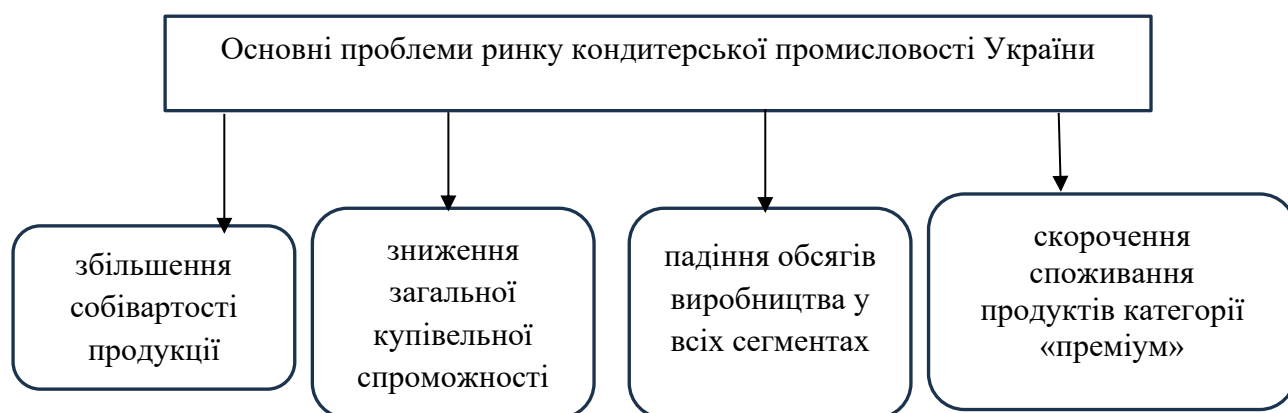 Основні проблеми ринку кондитерської промисловості України
збільшення
собівартості
продукції
зниження
загальної
купівельної
спроможності
падіння обсягів
виробництва у
всіх сегментах
скорочення
споживання
продуктів категорії
«преміум»